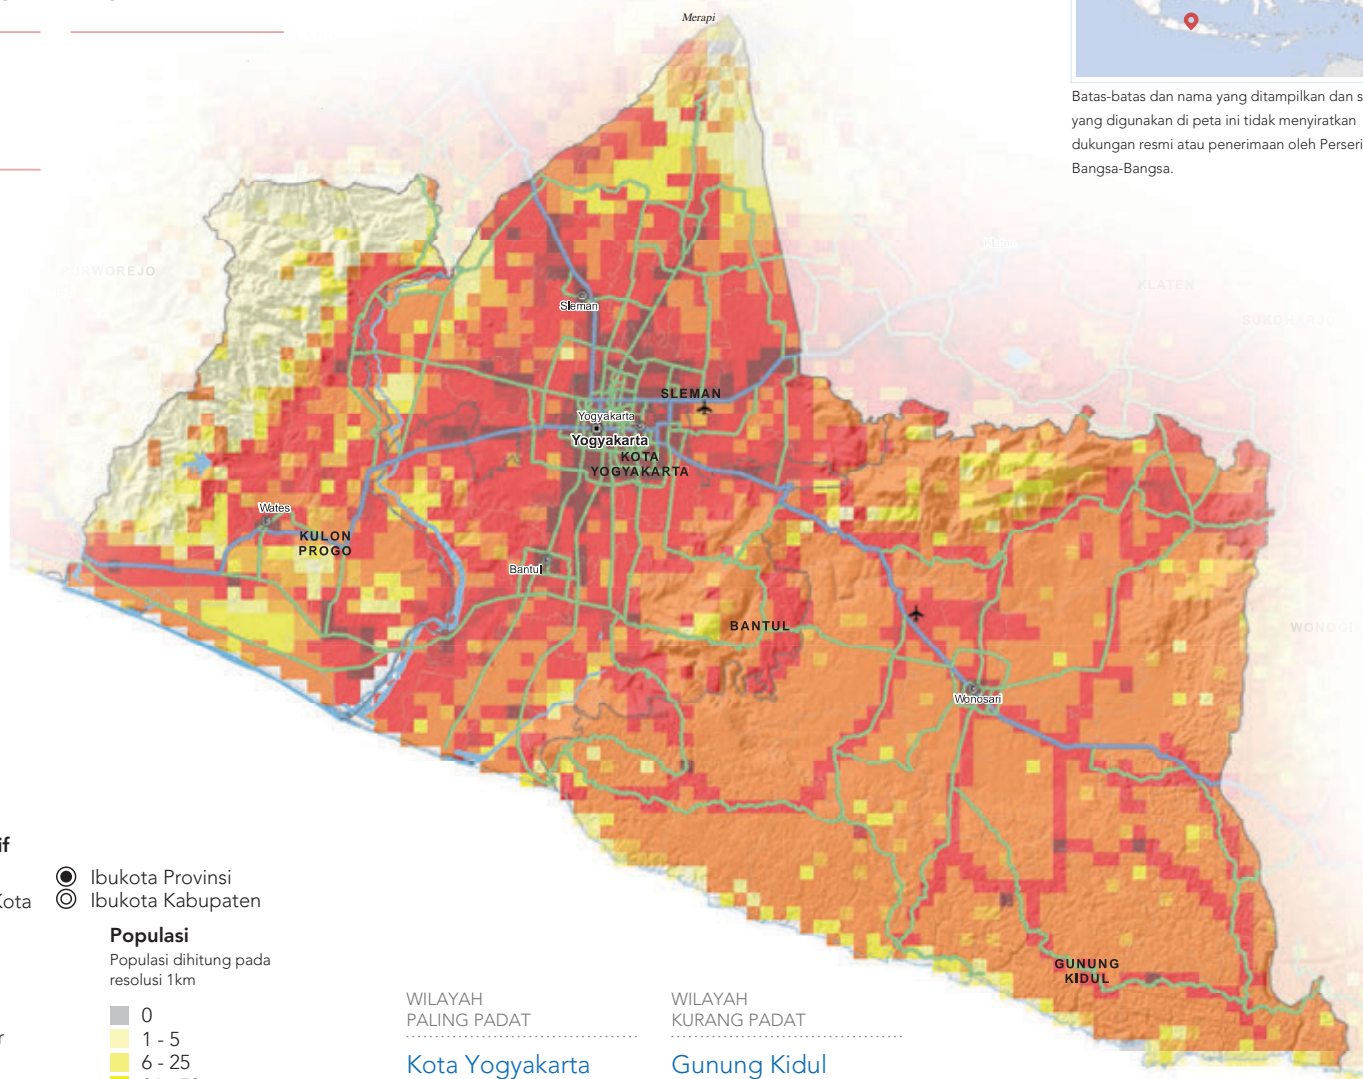 Merapi
Batas-batas dan nama yang ditampilkan dan s
yang digunakan di peta ini tidak menyiratkan
dukungan resmi atau penerimaan oleh Perseri
Bangsa-Bangsa.
KLATEN
Sleman
SLEMAN
Yogyakarta
Yogyakarta
KOTA
YOGYAKARTA
Wates
KULON
PROGO
Bantul
BANTUL
WONOGI
Wonosari
GUNUNG
KIDUL
if
Kota
r
Ibukota Provinsi
Ibukota Kabupaten
Populasi
Populasi dihitung pada
resolusi 1km
0
1 - 5
6 - 25
WILAYAH
PALING PADAT
Kota Yogyakarta
WILAYAH
KURANG PADAT
Gunung Kidul